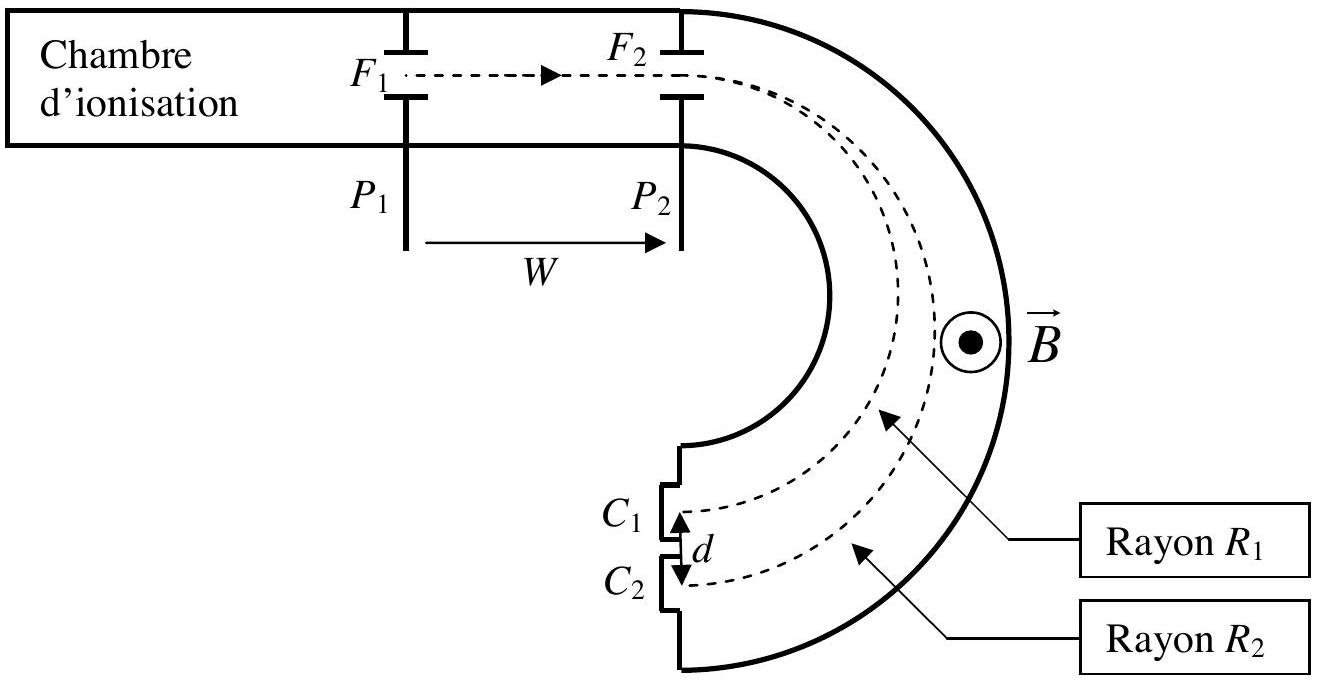 Chambre
d'ionisation
F₁
F₂
P₁
P₂
W
B⃗
C₁
d
C₂
Rayon R₁
Rayon R₂